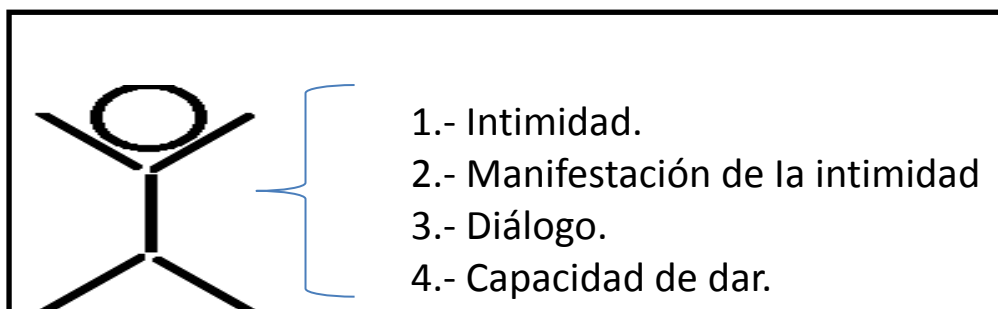 1.- Intimidad.
2.- Manifestación de la intimidad
3.- Diálogo.
4.- Capacidad de dar.